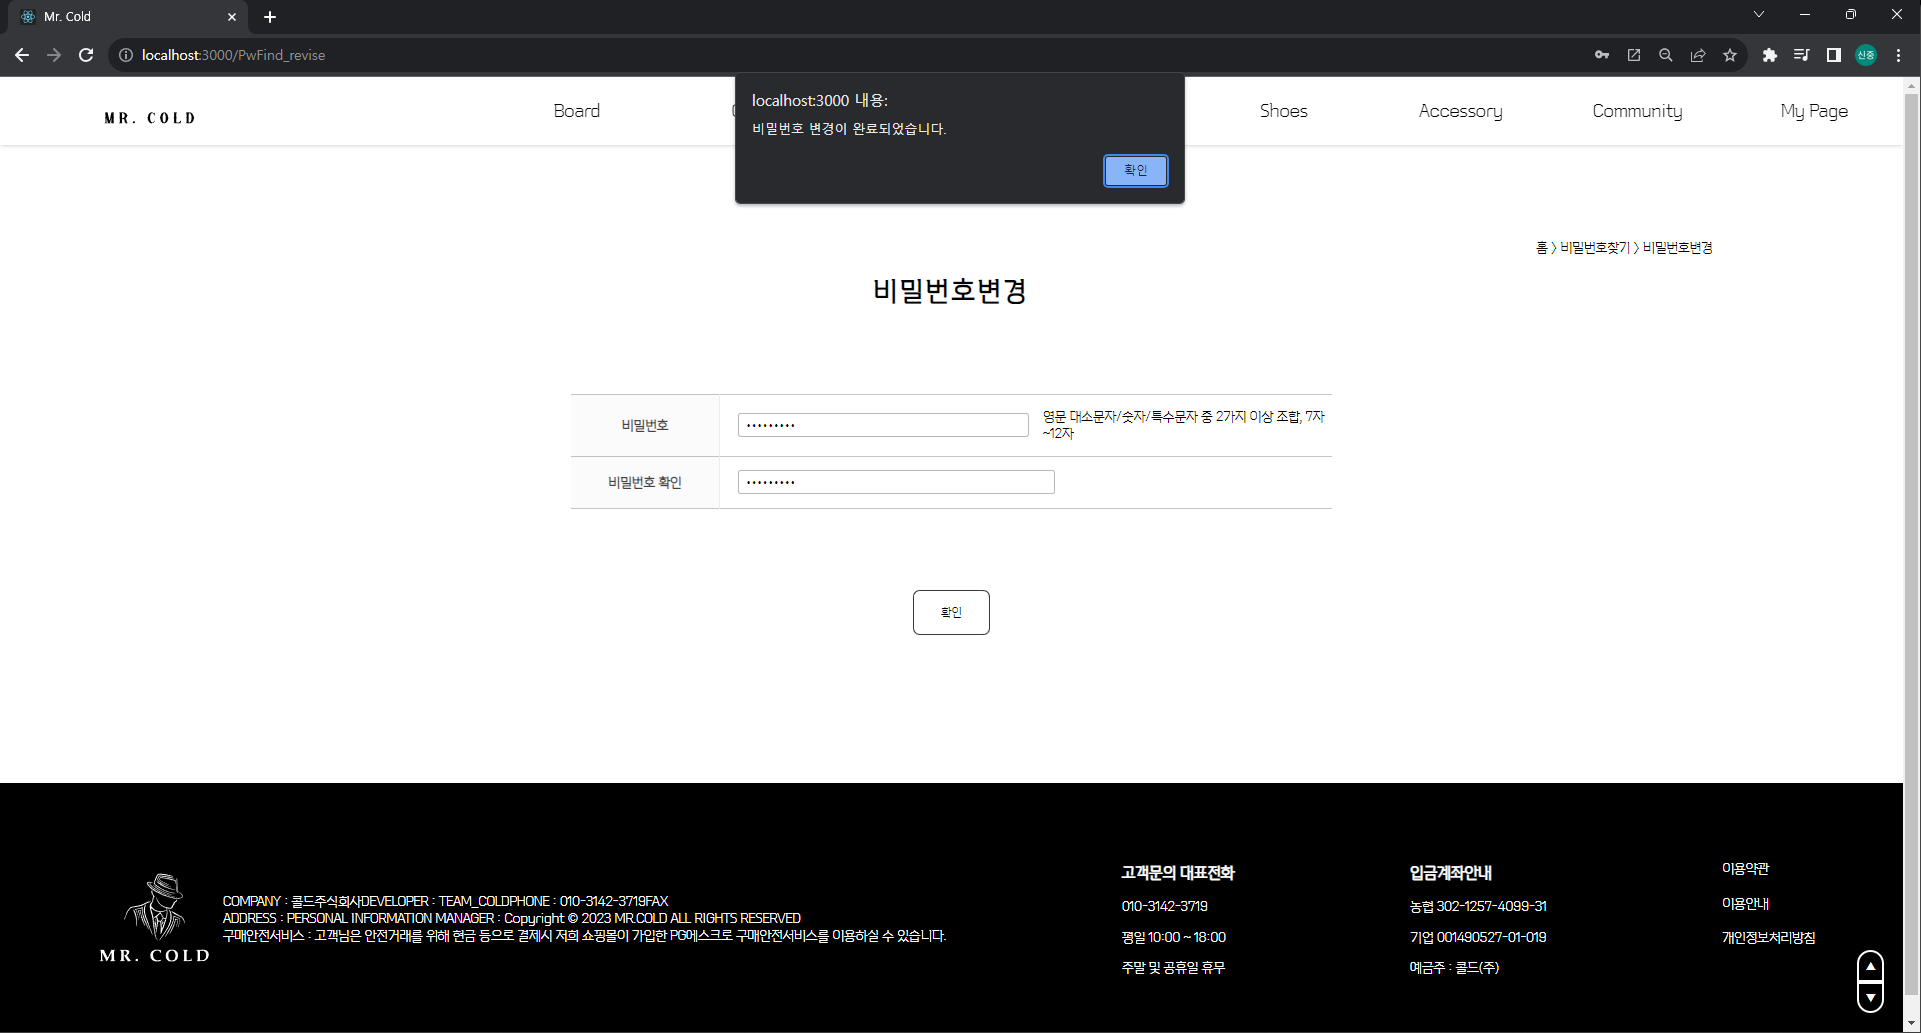 Mr. Cold
localhost:3000/PwFind_revise
신중
localhost:3000 내용:
비밀번호 변경이 완료되었습니다.
확인
MR. COLD
Board
Shoes
Accessory
Community
My Page
홈 > 비밀번호찾기 > 비밀번호변경
비밀번호변경
비밀번호
영문 대소문자/숫자/특수문자 중 2가지 이상 조합, 7자
~12자
비밀번호 확인
확인
MR. COLD
COMPANY : 콜드주식회사DEVELOPER : TEAM_COLDPHONE : 010-3142-3719FAX
ADDRESS : PERSONAL INFORMATION MANAGER : Copyright © 2023 MR.COLD ALL RIGHTS RESERVED
구매안전서비스 : 고객님은 안전거래를 위해 현금 등으로 결제시 저희 쇼핑몰이 가입한 PG에스크로 구매안전서비스를 이용하실 수 있습니다.
고객문의 대표전화
010-3142-3719
평일 10:00 ~ 18:00
주말 및 공휴일 휴무
입금계좌안내
농협 302-1257-4099-31
기업 001490527-01-019
예금주 : 콜드(주)
이용약관
이용안내
개인정보처리방침